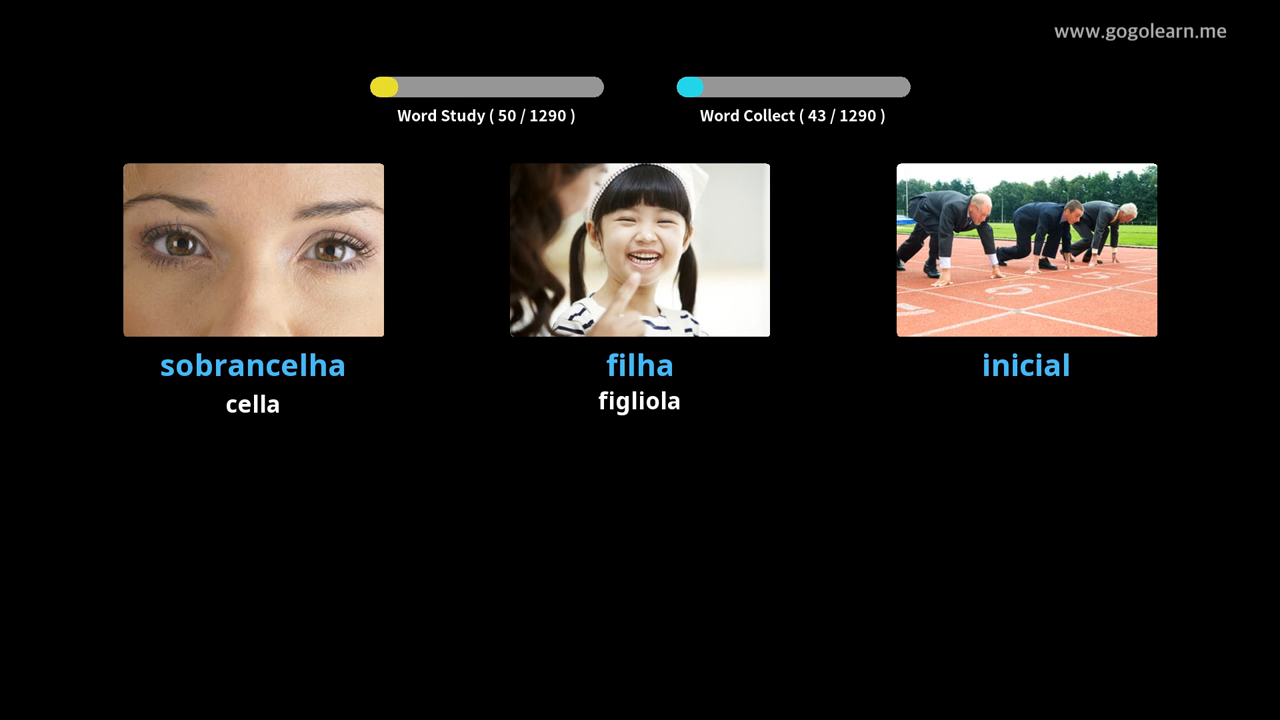 www.gogolearn.me
Word Study ( 50 / 1290 )
Word Collect ( 43 / 1290 )
sobrancelha
filha
inicial
cella
figliola